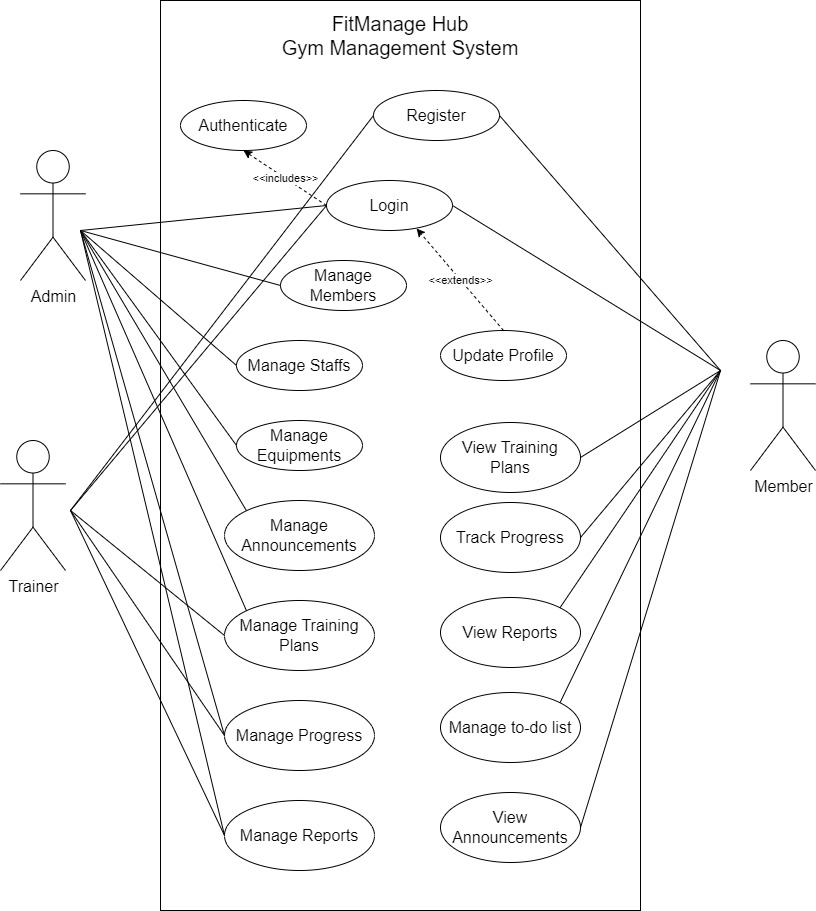 FitManage Hub
Gym Management System
Register
Authenticate
<<includes>>
Login
Admin
Manage
Members
<<extends>>
Manage Staffs
Update Profile
Manage
Equipments
View Training
Plans
Member
Manage
Announcements
Track Progress
Trainer
Manage Training
Plans
View Reports
Manage Progress
Manage to-do list
Manage Reports
View
Announcements